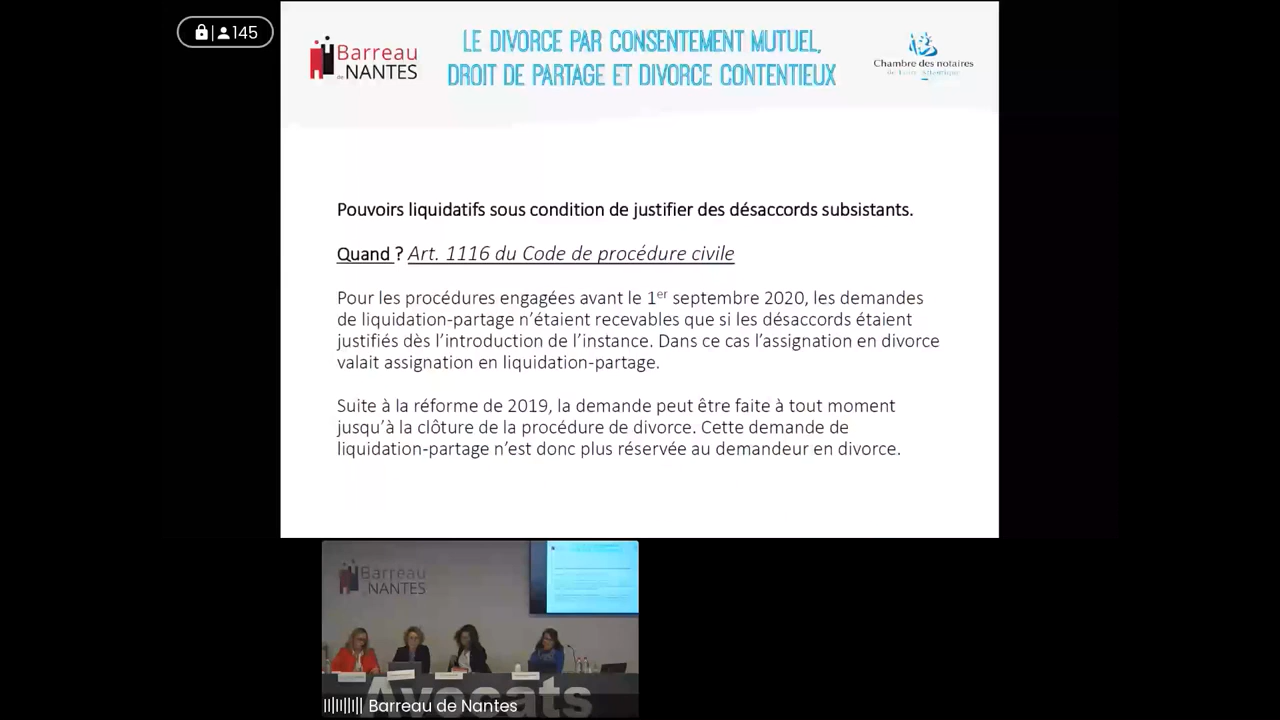 145
Barreau
de NANTES
LE DIVORCE PAR CONSENTEMENT MUTUEL,
DROIT DE PARTAGE ET DIVORCE CONTENTIEUX
Chambre des notaires
de Loire-Atlantique
Pouvoirs liquidatifs sous condition de justifier des désaccords subsistants.
Quand ? Art. 1116 du Code de procédure civile
Pour les procédures engagées avant le 1er septembre 2020, les demandes
de liquidation-partage n’étaient recevables que si les désaccords étaient
justifiés dès l’introduction de l’instance. Dans ce cas l’assignation en divorce
valait assignation en liquidation-partage.
Suite à la réforme de 2019, la demande peut être faite à tout moment
jusqu’à la clôture de la procédure de divorce. Cette demande de
liquidation-partage n’est donc plus réservée au demandeur en divorce.
Barreau
NANTES
Avocats
Barreau de Nantes